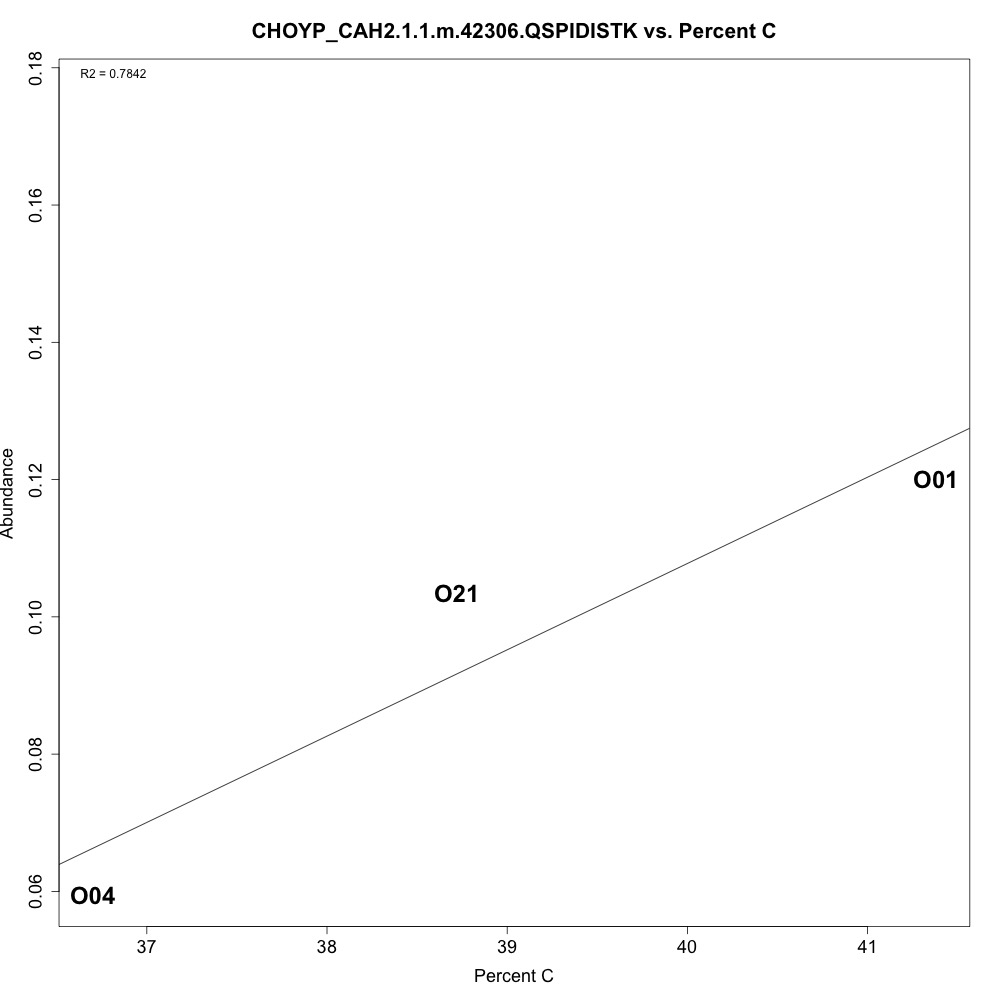 CHOYP_CAH2.1.1.m.42306.QSPIDISTK vs. Percent C
R2 = 0.7842
0.18
0.16
0.14
0.12
0.10
0.08
0.06
Abundance
O01
O21
O04
37 38 39 40 41
Percent C